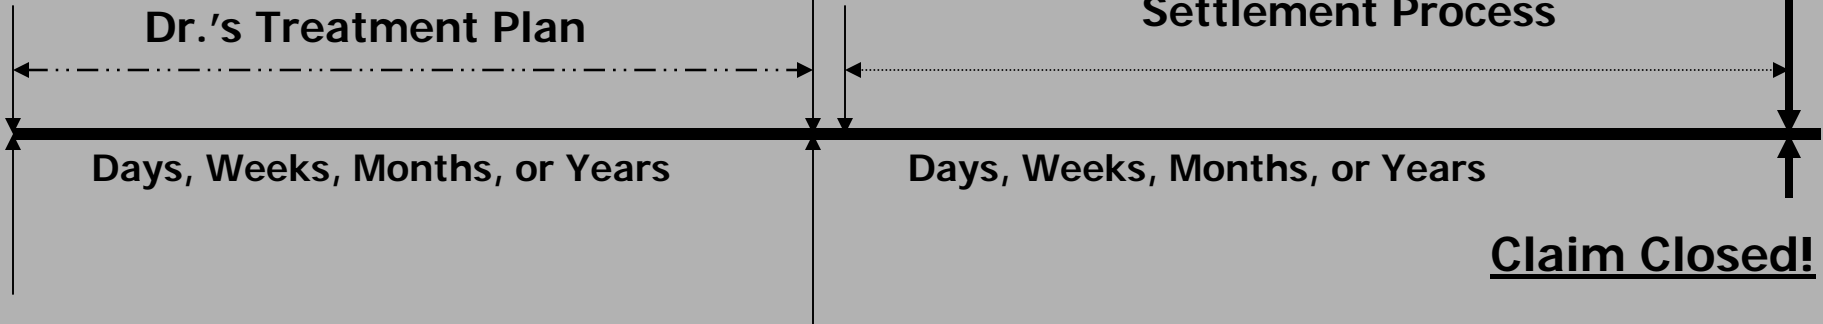 Dr.’s Treatment Plan
Settlement Process
Days, Weeks, Months, or Years
Days, Weeks, Months, or Years
Claim Closed!